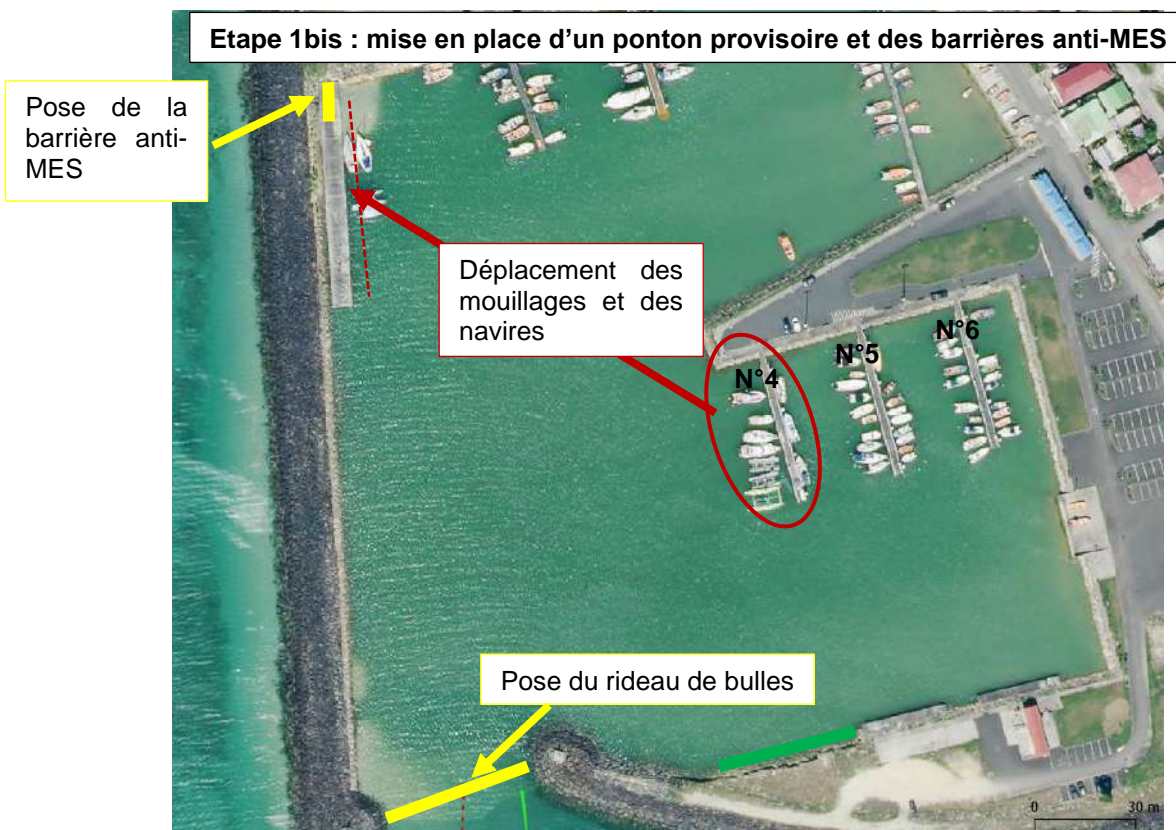 Etape 1bis : mise en place d'un ponton provisoire et des barrières anti-MES
Pose de la
barrière anti-
MES
Déplacement des
mouillages et des
navires
N°4
N°5
N°6
Pose du rideau de bulles
0 30 m